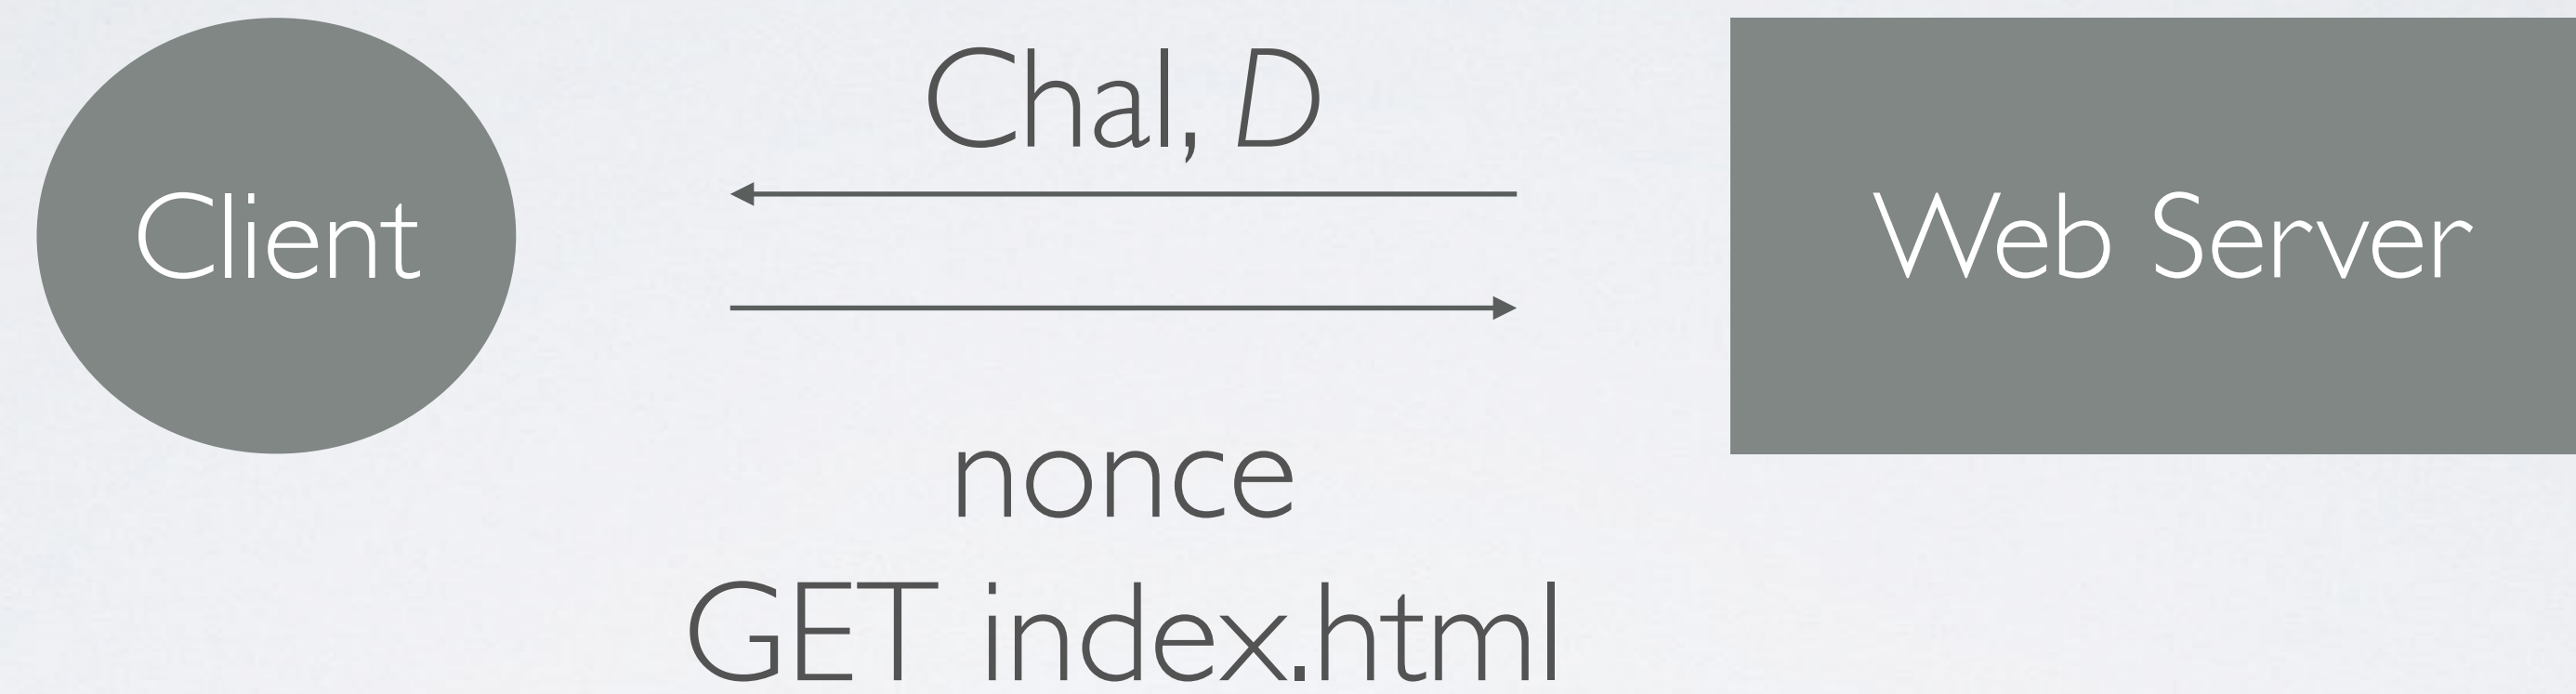 Chal, D
Client
Web Server
nonce
GET index.html